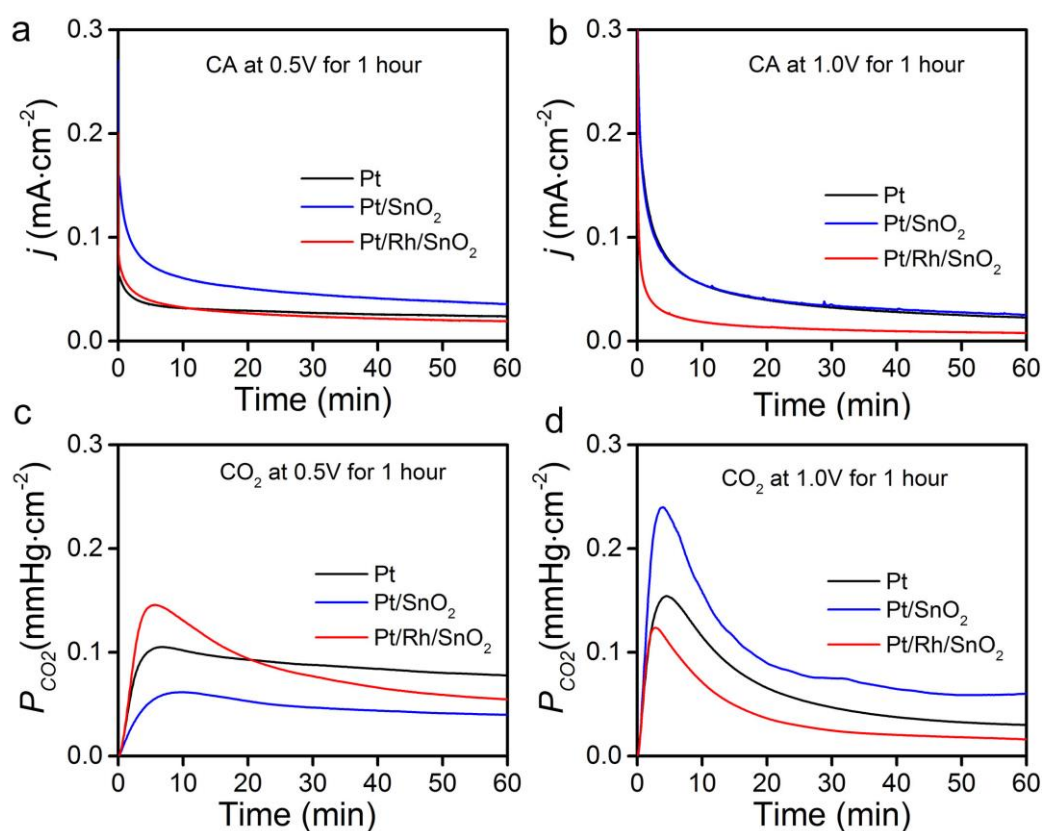 a
CA at 0.5V for 1 hour
j (mA·cm⁻²)
0.3
0.2
0.1
0.0
Pt
Pt/SnO₂
Pt/Rh/SnO₂
0 10 20 30 40 50 60
Time (min)
b
CA at 1.0V for 1 hour
j (mA·cm⁻²)
0.3
0.2
0.1
0.0
Pt
Pt/SnO₂
Pt/Rh/SnO₂
0 10 20 30 40 50 60
Time (min)
c
CO₂ at 0.5V for 1 hour
P_CO2(mmHg·cm⁻²)
0.3
0.2
0.1
0.0
Pt
Pt/SnO₂
Pt/Rh/SnO₂
0 10 20 30 40 50 60
Time (min)
d
CO₂ at 1.0V for 1 hour
P_CO2(mmHg·cm⁻²)
0.3
0.2
0.1
0.0
Pt
Pt/SnO₂
Pt/Rh/SnO₂
0 10 20 30 40 50 60
Time (min)